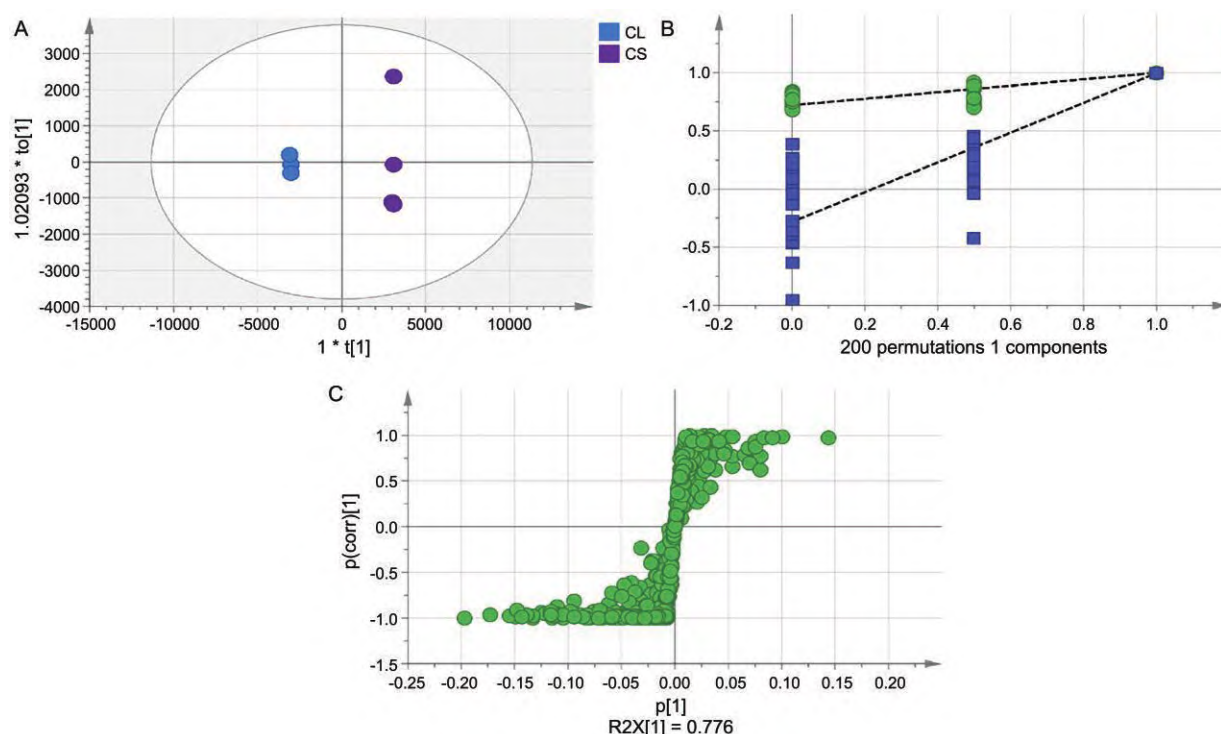 A
CL
CS
1.02093 * to[1]
3000
2000
1000
0
-1000
-2000
-3000
-4000
-15000 -10000 -5000 0 5000 10000
1 * t[1]
B
1.0
0.5
0.0
-0.5
-1.0
-0.2 0.0 0.2 0.4 0.6 0.8 1.0
200 permutations 1 components
C
p(corr)[1]
1.0
0.5
0.0
-0.5
-1.0
-1.5
-0.25 -0.20 -0.15 -0.10 -0.05 0.00 0.05 0.10 0.15 0.20
p[1]
R2X[1] = 0.776